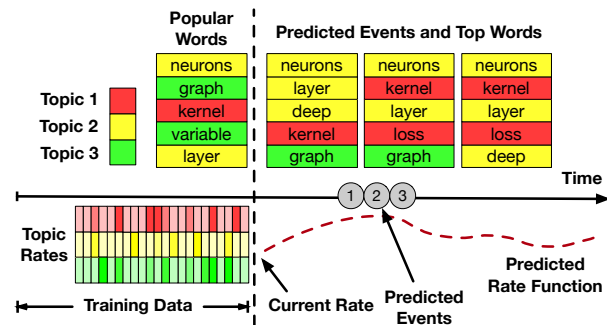 Popular
Words
Predicted Events and Top Words
neurons
graph
kernel
variable
layer
neurons
layer
deep
kernel
graph
neurons
kernel
layer
loss
graph
neurons
kernel
layer
loss
deep
Topic 1
Topic 2
Topic 3
Time
1
2
3
Topic
Rates
Training Data
Current Rate
Predicted
Events
Predicted
Rate Function